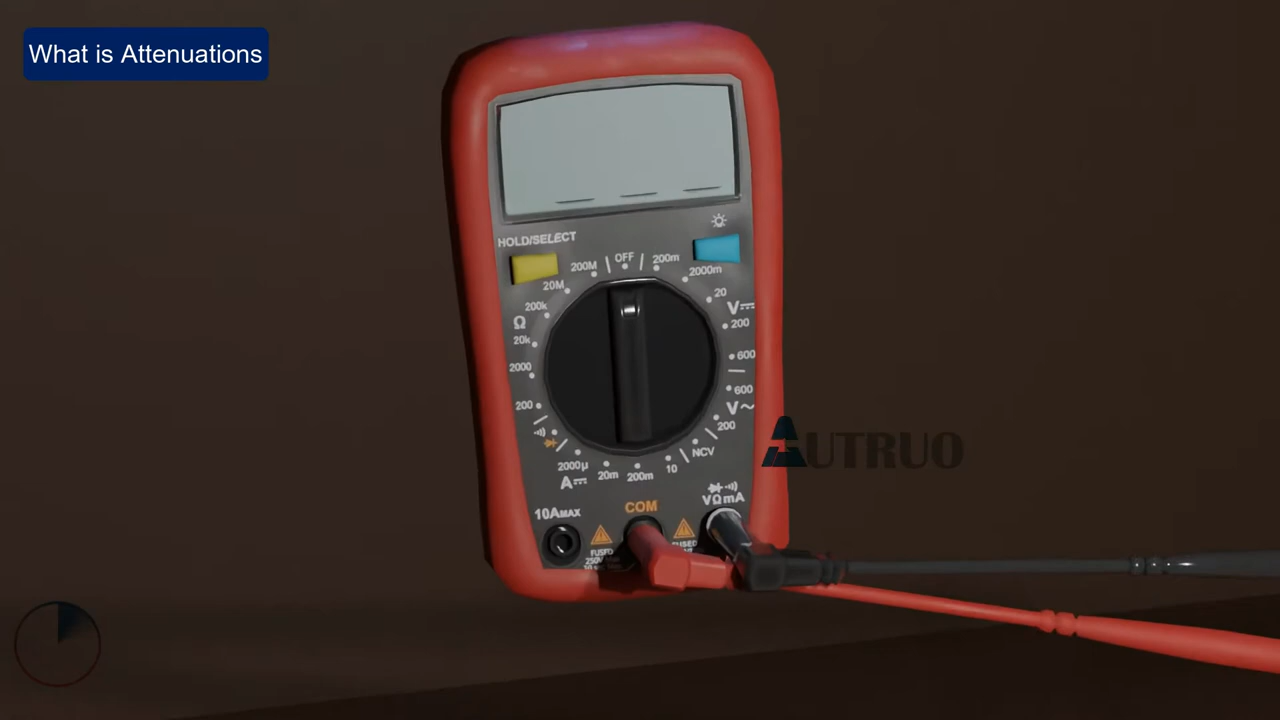 What is Attenuations
HOLD/SELECT
OFF
200m
2000m
20
V
200
600
600
V~
200
NCV
10
200m
20m
2000µ
A
200
2000
20k
Ω
200k
20M
200M
10AMAX
COM
VΩmA
FUSED
AUTRUO